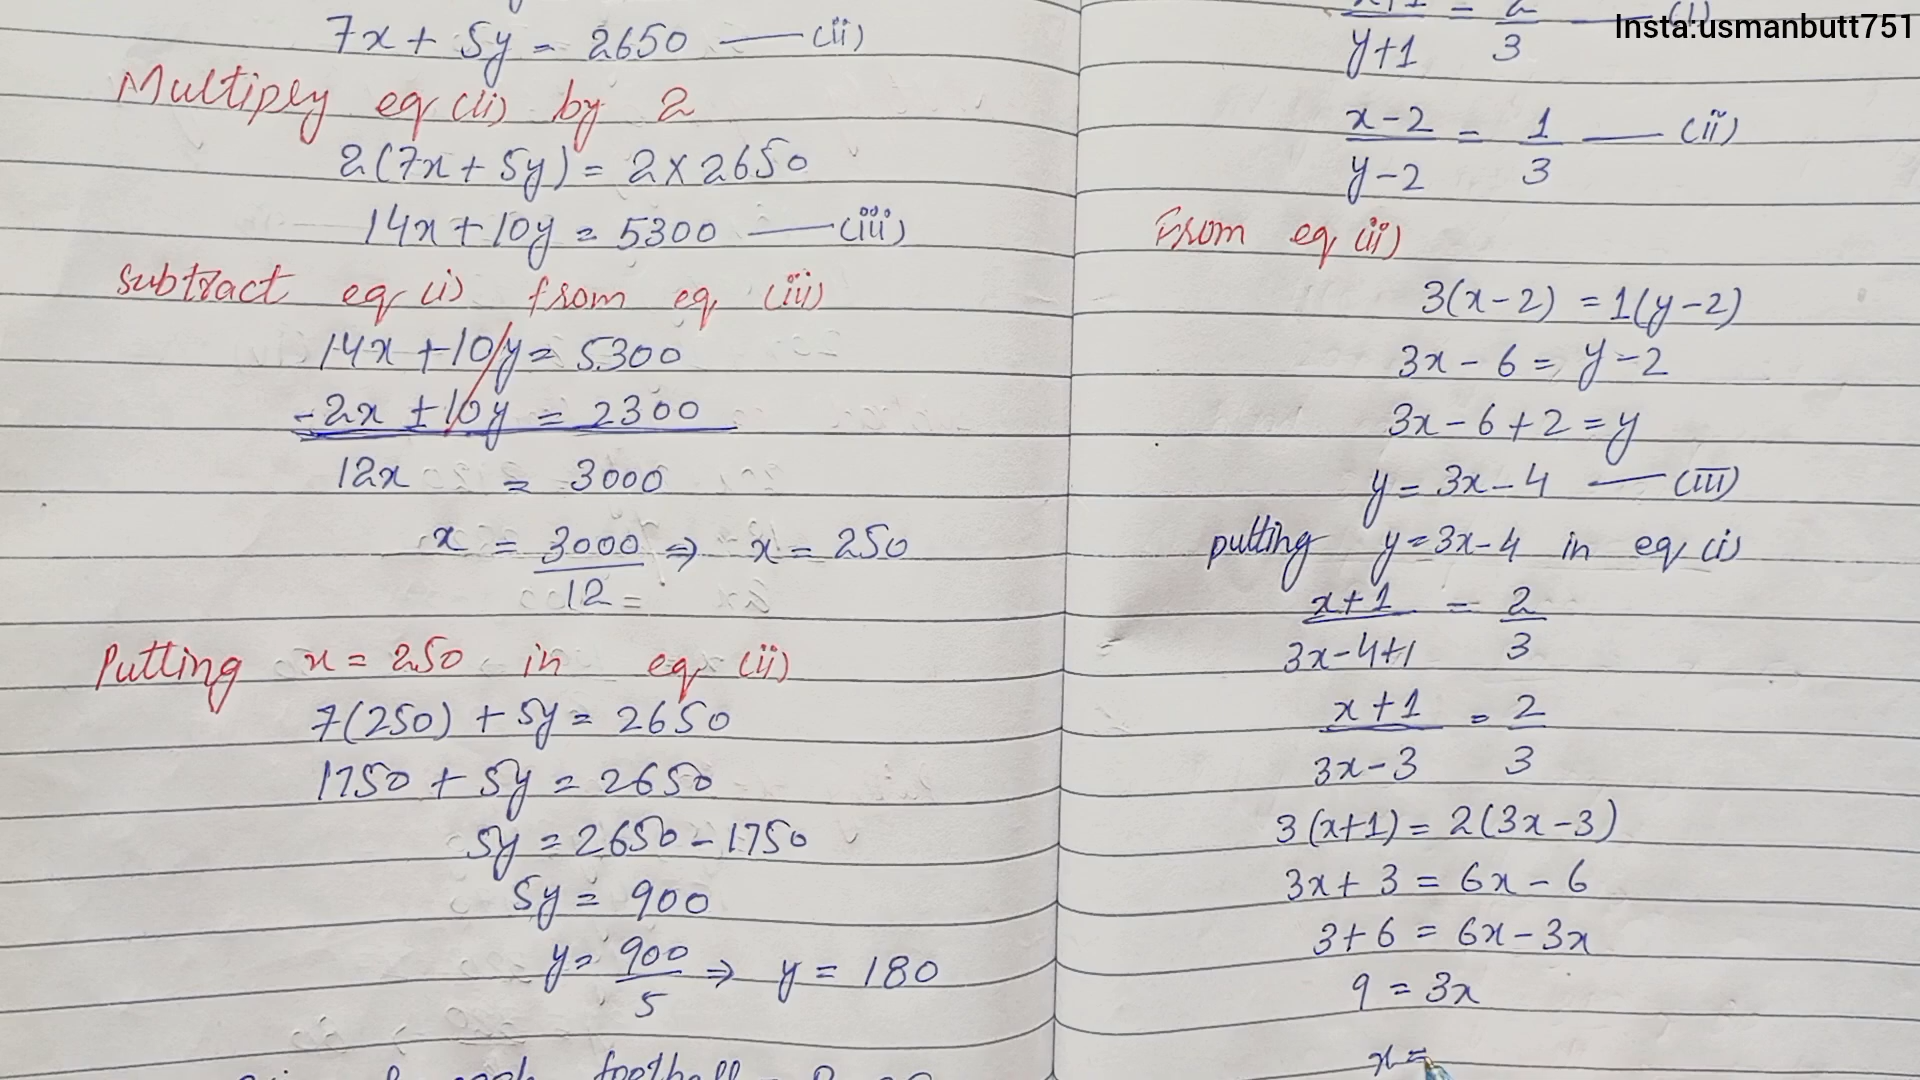 7x + 5y = 2650 —— (ii)
Multiply eq (ii) by 2
2(7x + 5y) = 2 × 2650
14x + 10y = 5300 —— (iii)
Subtract eq (i) from eq (iii)
14x + 10y = 5300
-2x ± 10y = 2300
12x = 3000
x = 3000/12 ⇒ x = 250
Putting x = 250 in eq (ii)
7(250) + 5y = 2650
1750 + 5y = 2650
5y = 2650 - 1750
5y = 900
y = 900/5 ⇒ y = 180
football
Insta:usmanbutt751
x+1/y+1 = 2/3 —— (i)
x-2/y-2 = 1/3 —— (ii)
From eq (ii)
3(x-2) = 1(y-2)
3x - 6 = y - 2
3x - 6 + 2 = y
y = 3x - 4 —— (iii)
putting y = 3x - 4 in eq (i)
x+1/3x-4+1 = 2/3
x+1/3x-3 = 2/3
3(x+1) = 2(3x-3)
3x + 3 = 6x - 6
3 + 6 = 6x - 3x
9 = 3x
x =